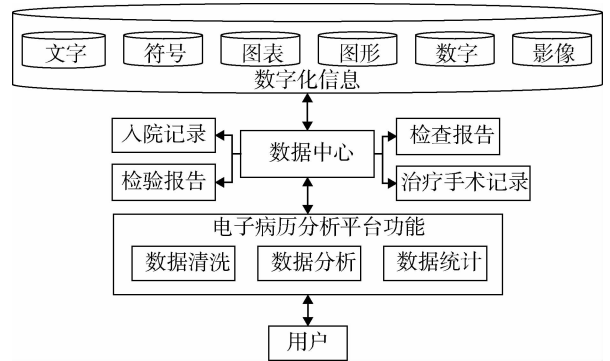 文字 符号 图表 图形 数字 影像
数字化信息
入院记录
数据中心
检查报告
检验报告
治疗手术记录
电子病历分析平台功能
数据清洗 数据分析 数据统计
用户